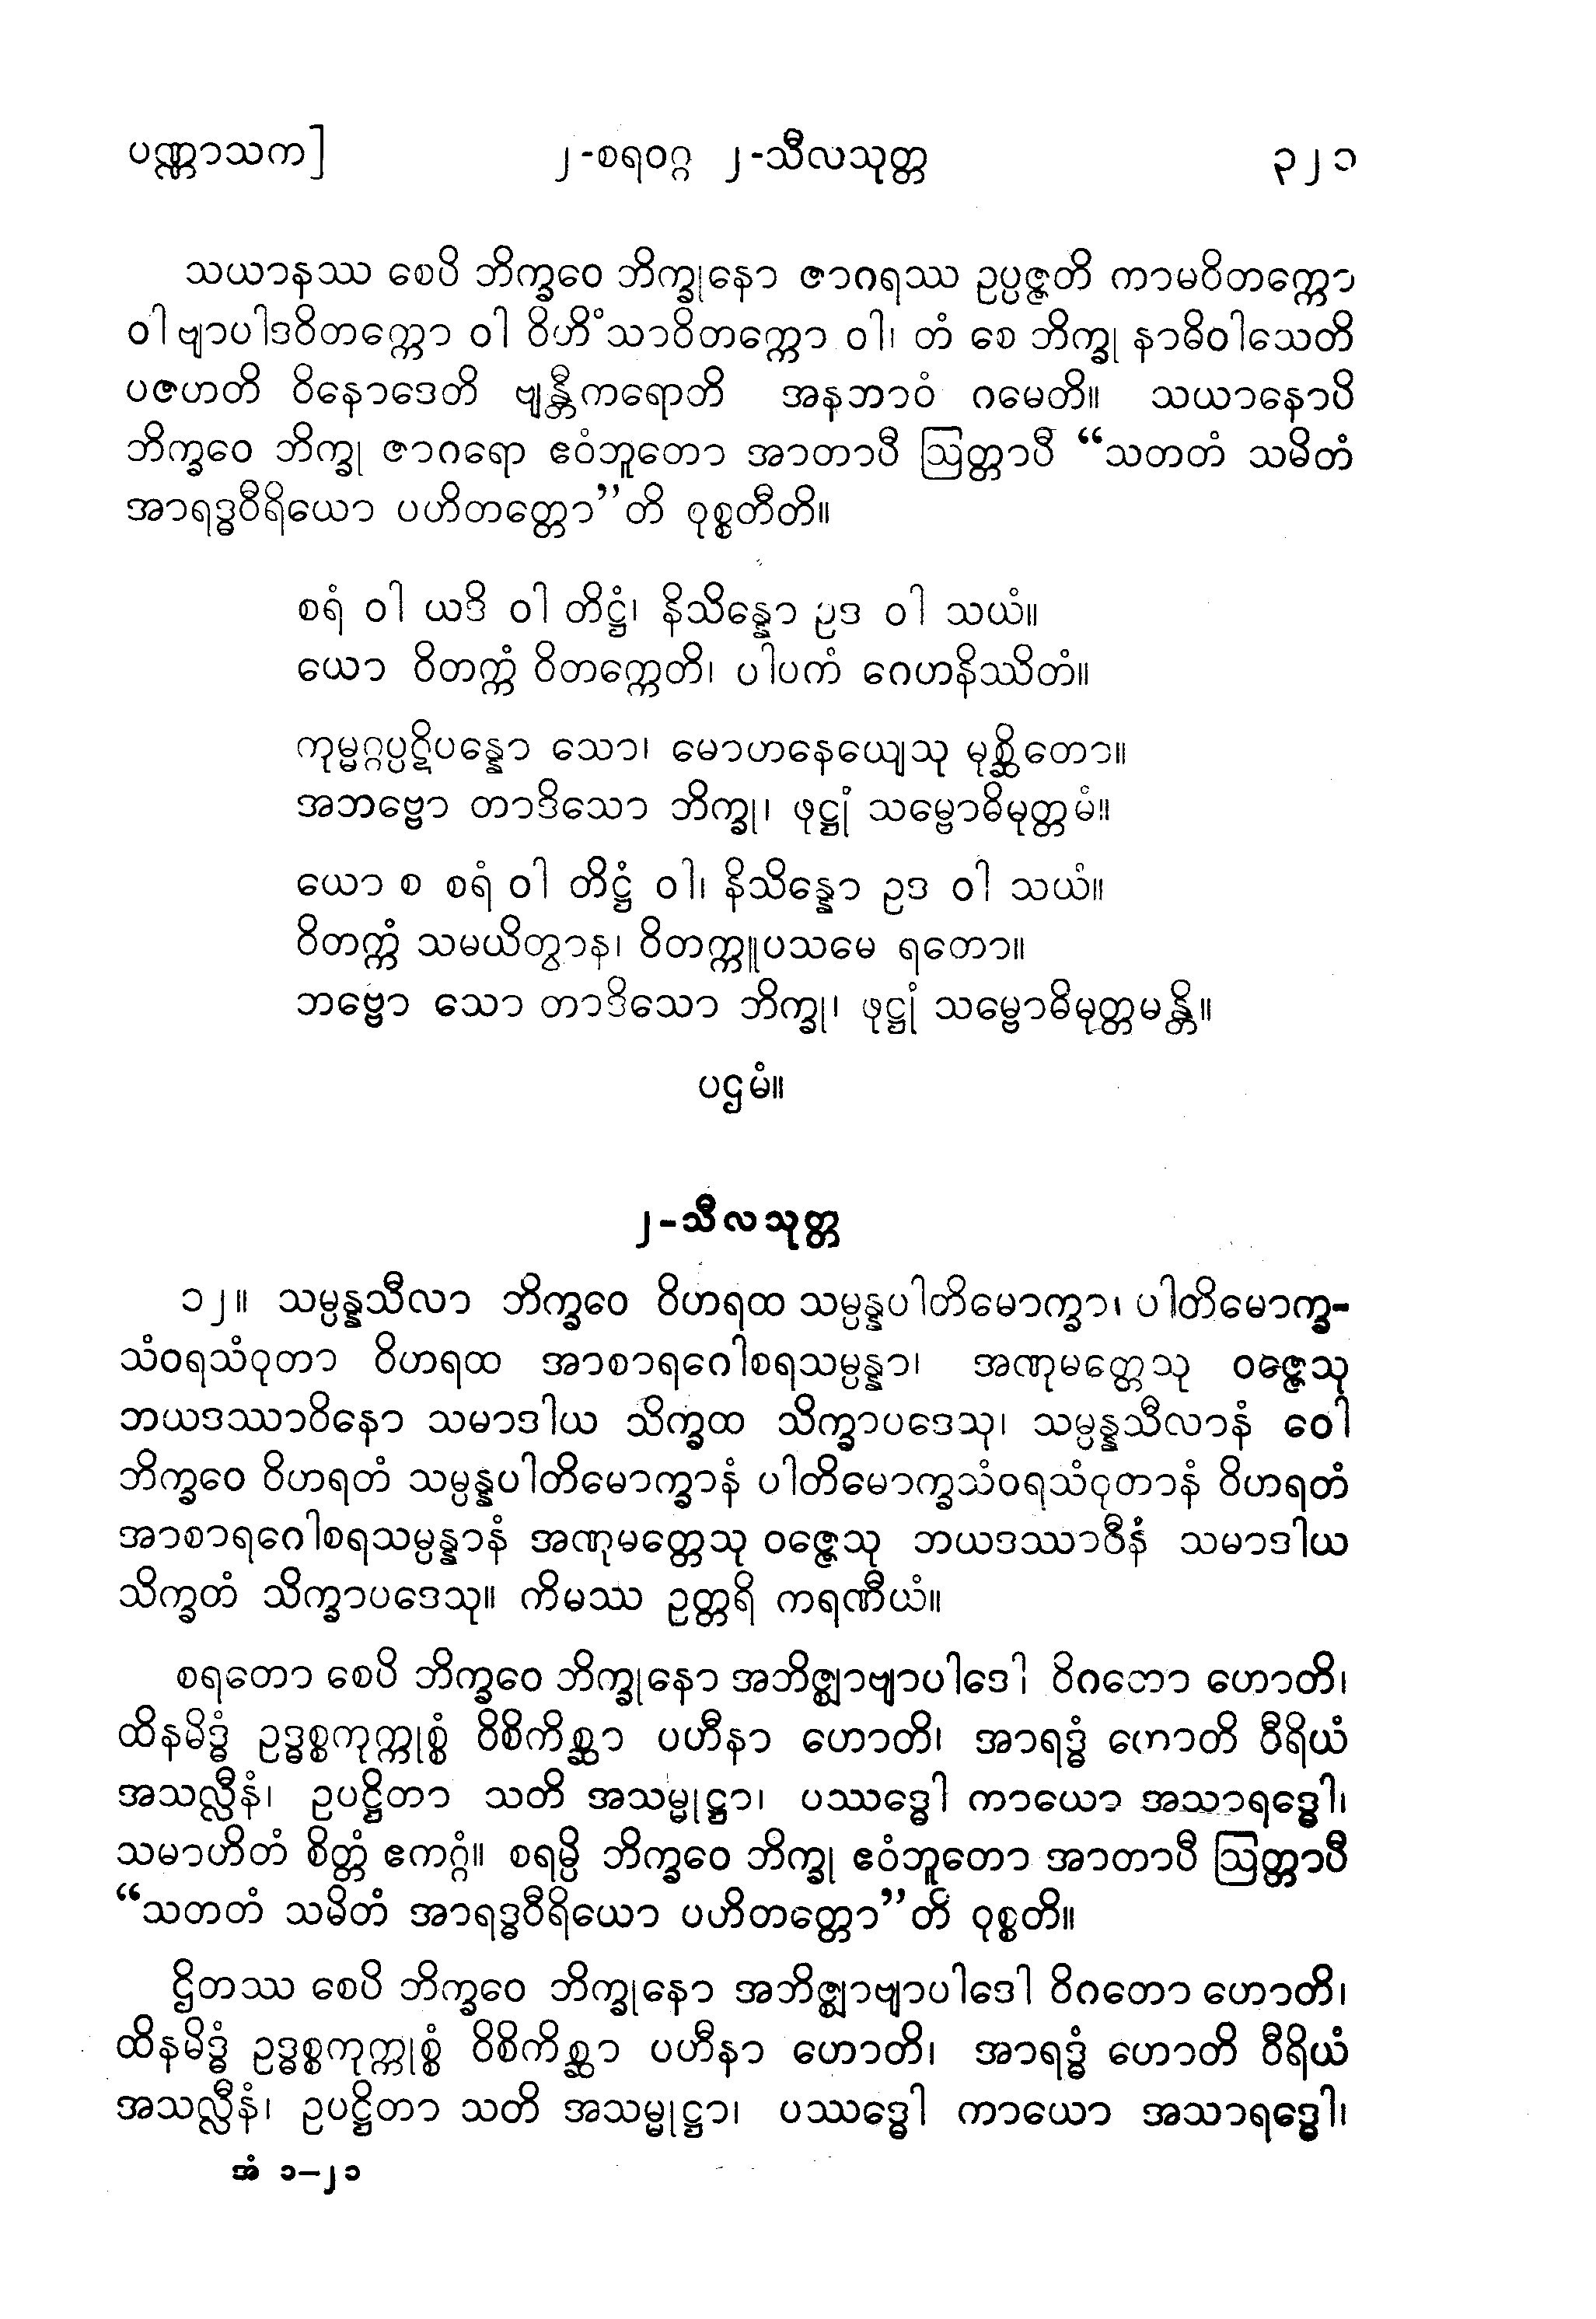 ပဏ္ဏာသက]
၂-စရဝဂ္ဂ ၂-သီလသုတ္တ
၃၂၁
သယာနဿ စေပိ ဘိက္ခဝေ ဘိက္ခုနော ဇာဂရဿ ဥပ္ပဇ္ဇတိ ကာမဝိတက္ကော
ဝါ ဗျာပါဒဝိတက္ကော ဝါ ဝိဟိံသာဝိတက္ကော ဝါ၊ တံ စေ ဘိက္ခု နာဓိဝါသေတိ
ပဇဟတိ ဝိနောဒေတိ ဗျန္တီကရောတိ အနဘာဝံ ဂမေတိ။ သယာနောပိ
ဘိက္ခဝေ ဘိက္ခု ဇာဂရော ဧဝံဘူတော အာတာပီ ဩတ္တာပီ “သတတံ သမိတံ
အာရဒ္ဓဝီရိယော ပဟိတတ္တော”တိ ဝုစ္စတီတိ။
စရံ ဝါ ယဒိ ဝါ တိဋ္ဌံ၊ နိသိန္နော ဥဒ ဝါ သယံ။
ယော ဝိတက္ကံ ဝိတက္ကေတိ၊ ပါပကံ ဂေဟနိဿိတံ။
ကုမ္မဂ္ဂပ္ပဋိပန္နော သော၊ မောဟနေယျေသု မုစ္ဆိတော။
အဘဗ္ဗော တာဒိသော ဘိက္ခု၊ ဖုဋ္ဌုံ သမ္ဗောဓိမုတ္တမံ။
ယော စ စရံ ဝါ တိဋ္ဌံ ဝါ၊ နိသိန္နော ဥဒ ဝါ သယံ။
ဝိတက္ကံ သမယိတွာန၊ ဝိတက္ကူပသမေ ရတော။
ဘဗ္ဗော သော တာဒိသော ဘိက္ခု၊ ဖုဋ္ဌုံ သမ္ဗောဓိမုတ္တမန္တိ။
ပဌမံ။
၂-သီလသုတ္တ
၁၂။ သမ္ပန္နသီလာ ဘိက္ခဝေ ဝိဟရထ သမ္ပန္နပါတိမောက္ခာ၊ ပါတိမောက္ခ-
သံဝရသံဝုတာ ဝိဟရထ အာစာရဂေါစရသမ္ပန္နာ၊ အဏုမတ္တေသု ဝဇ္ဇေသု
ဘယဒဿာဝိနော သမာဒါယ သိက္ခထ သိက္ခာပဒေသု၊ သမ္ပန္နသီလာနံ ဝေါ
ဘိက္ခဝေ ဝိဟရတံ သမ္ပန္နပါတိမောက္ခာနံ ပါတိမောက္ခသံဝရသံဝုတာနံ ဝိဟရတံ
အာစာရဂေါစရသမ္ပန္နာနံ အဏုမတ္တေသု ဝဇ္ဇေသု ဘယဒဿာဝီနံ သမာဒါယ
သိက္ခတံ သိက္ခာပဒေသု။ ကိမဿ ဥတ္တရိ ကရဏီယံ။
စရတော စေပိ ဘိက္ခဝေ ဘိက္ခုနော အဘိဇ္ဈာဗျာပါဒေါ ဝိဂတော ဟောတိ၊
ထိနမိဒ္ဓံ ဥဒ္ဓစ္စကုက္ကုစ္စံ ဝိစိကိစ္ဆာ ပဟီနာ ဟောတိ၊ အာရဒ္ဓံ ဟောတိ ဝီရိယံ
အသလ္လီနံ၊ ဥပဋ္ဌိတာ သတိ အသမ္မုဋ္ဌာ၊ ပဿဒ္ဓေါ ကာယော အသာရဒ္ဓေါ၊
သမာဟိတံ စိတ္တံ ဧကဂ္ဂံ။ စရမ္ပိ ဘိက္ခဝေ ဘိက္ခု ဧဝံဘူတော အာတာပီ ဩတ္တာပီ
“သတတံ သမိတံ အာရဒ္ဓဝီရိယော ပဟိတတ္တော”တိ ဝုစ္စတိ။
ဌိတဿ စေပိ ဘိက္ခဝေ ဘိက္ခုနော အဘိဇ္ဈာဗျာပါဒေါ ဝိဂတော ဟောတိ၊
ထိနမိဒ္ဓံ ဥဒ္ဓစ္စကုက္ကုစ္စံ ဝိစိကိစ္ဆာ ပဟီနာ ဟောတိ၊ အာရဒ္ဓံ ဟောတိ ဝီရိယံ
အသလ္လီနံ၊ ဥပဋ္ဌိတာ သတိ အသမ္မုဋ္ဌာ၊ ပဿဒ္ဓေါ ကာယော အသာရဒ္ဓေါ၊
အံ ၁–၂၁